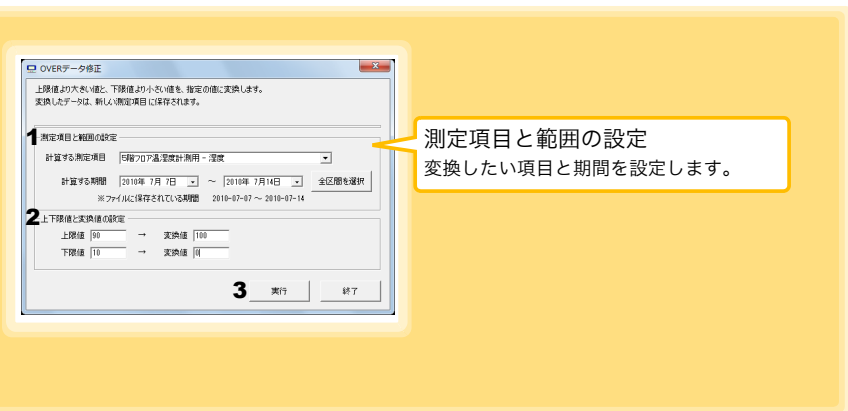 OVERデータ修正
上限値より大きい値と、下限値より小さい値を、指定の値に変換します。
変換したデータは、新しい測定項目に保存されます。
1
測定項目と範囲の設定
計算する測定項目 5階フロア温湿度計測用 - 湿度
計算する期間 2010年 7月 7日 ～ 2010年 7月14日 全区間を選択
※ファイルに保存されている期間 2010-07-07 ～ 2010-07-14
2
上下限値と変換値の設定
上限値 90 → 変換値 100
下限値 10 → 変換値 0
3 実行 終了
測定項目と範囲の設定
変換したい項目と期間を設定します。